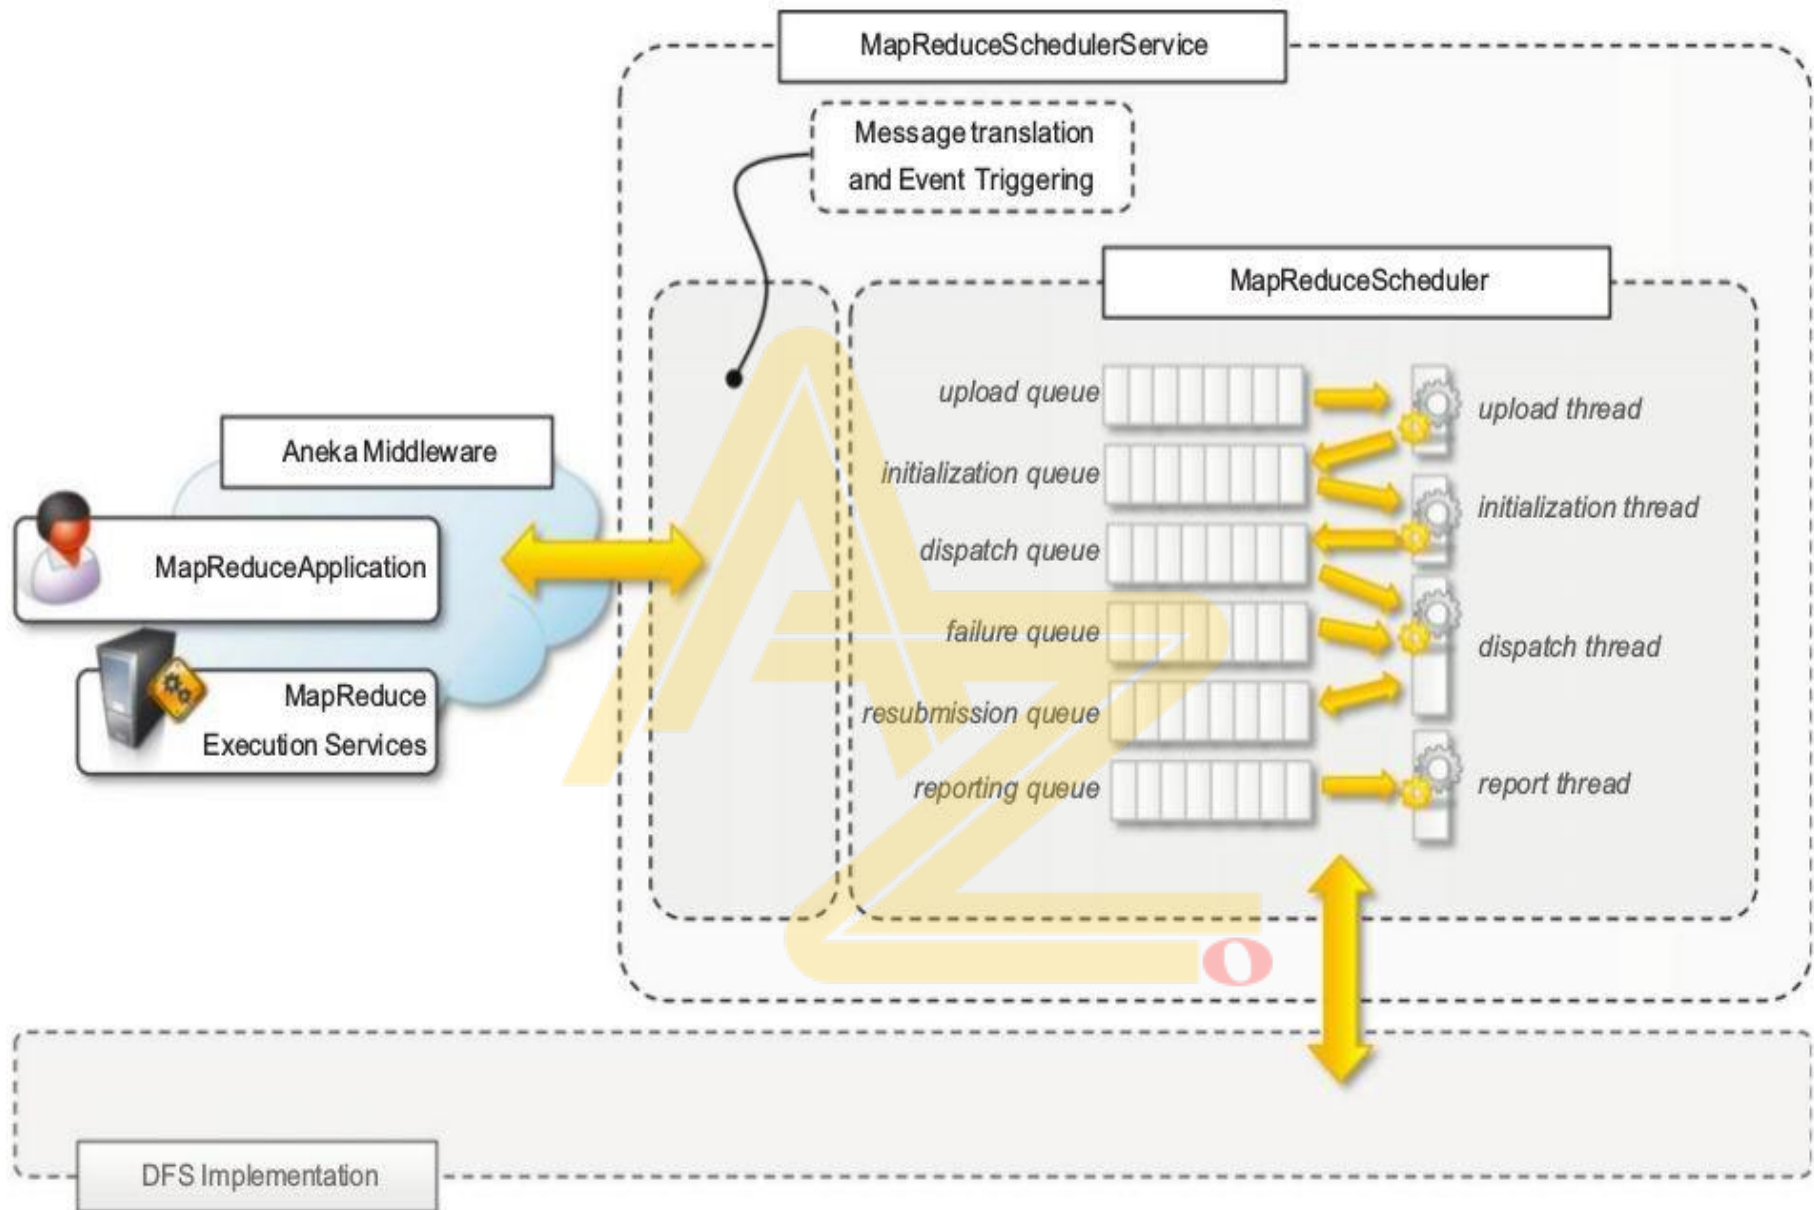 MapReduceSchedulerService
Message translation
and Event Triggering
MapReduceScheduler
upload queue
upload thread
Aneka Middleware
initialization queue
initialization thread
dispatch queue
MapReduceApplication
failure queue
dispatch thread
MapReduce
Execution Services
resubmission queue
reporting queue
report thread
AZ
DFS Implementation